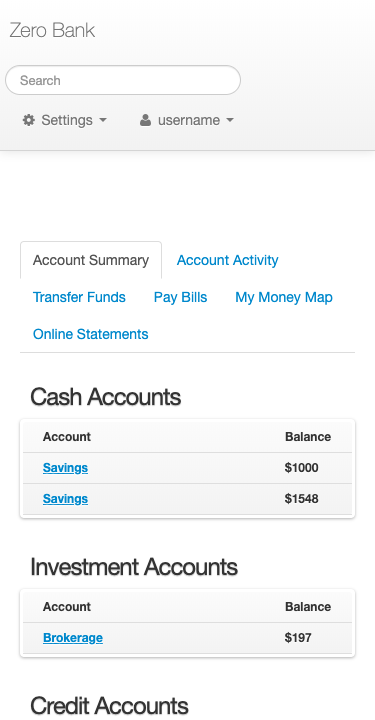 Zero Bank
Search
Settings
username
Account Summary
Account Activity
Transfer Funds
Pay Bills
My Money Map
Online Statements
Cash Accounts
Account Balance
Savings $1000
Savings $1548
Investment Accounts
Account Balance
Brokerage $197
Credit Accounts